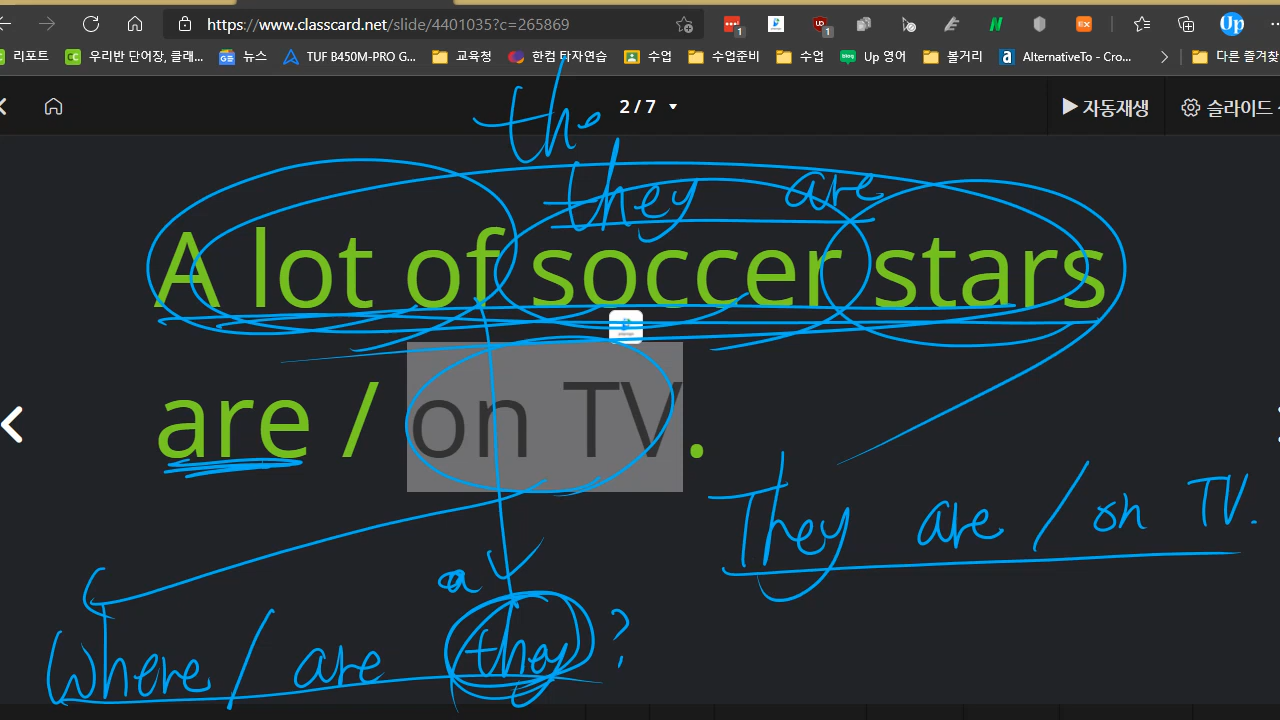 https://www.classcard.net/slide/4401035?c=265869
리포트 우리반 단어장, 클래... 뉴스 TUF B450M-PRO G... 교육청 한컴 타자연습 수업 수업준비 수업 Up 영어 볼거리 AlternativeTo - Cro... 다른 즐겨찾
2 / 7 자동재생 슬라이드
the
they are
A lot of soccer stars
are / on TV.
They are / on TV.
a
Where / are they ?